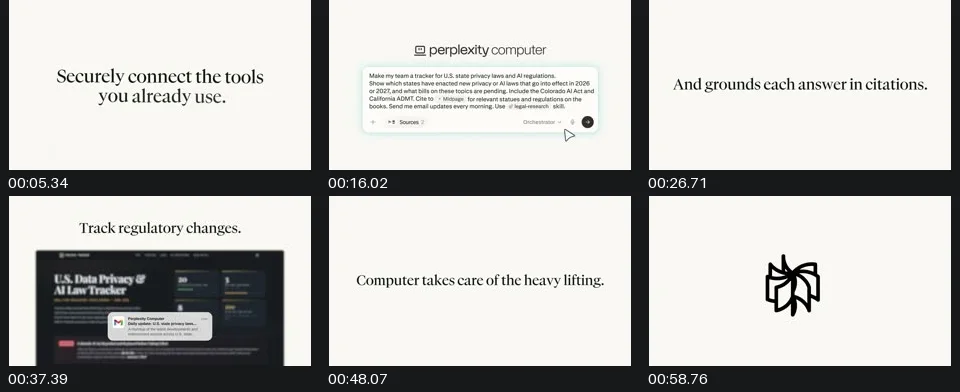 Securely connect the tools
you already use.
00:05.34
perplexity computer
Make my team a tracker for U.S. state privacy laws and AI regulations.
Show which states have enacted new privacy or AI laws that go into effect in 2026
or 2027, and what bills on these topics are pending. Include the Colorado AI Act and
California ADMT. Cite to Midpage for relevant statues and regulations on the
books. Send me email updates every morning. Use legal-research skill.
Sources 2
Orchestrator
00:16.02
And grounds each answer in citations.
00:26.71
Track regulatory changes.
U.S. Data Privacy &
AI Law Tracker
Perplexity Computer
Daily update: U.S. state privacy laws...
00:37.39
Computer takes care of the heavy lifting.
00:48.07
00:58.76